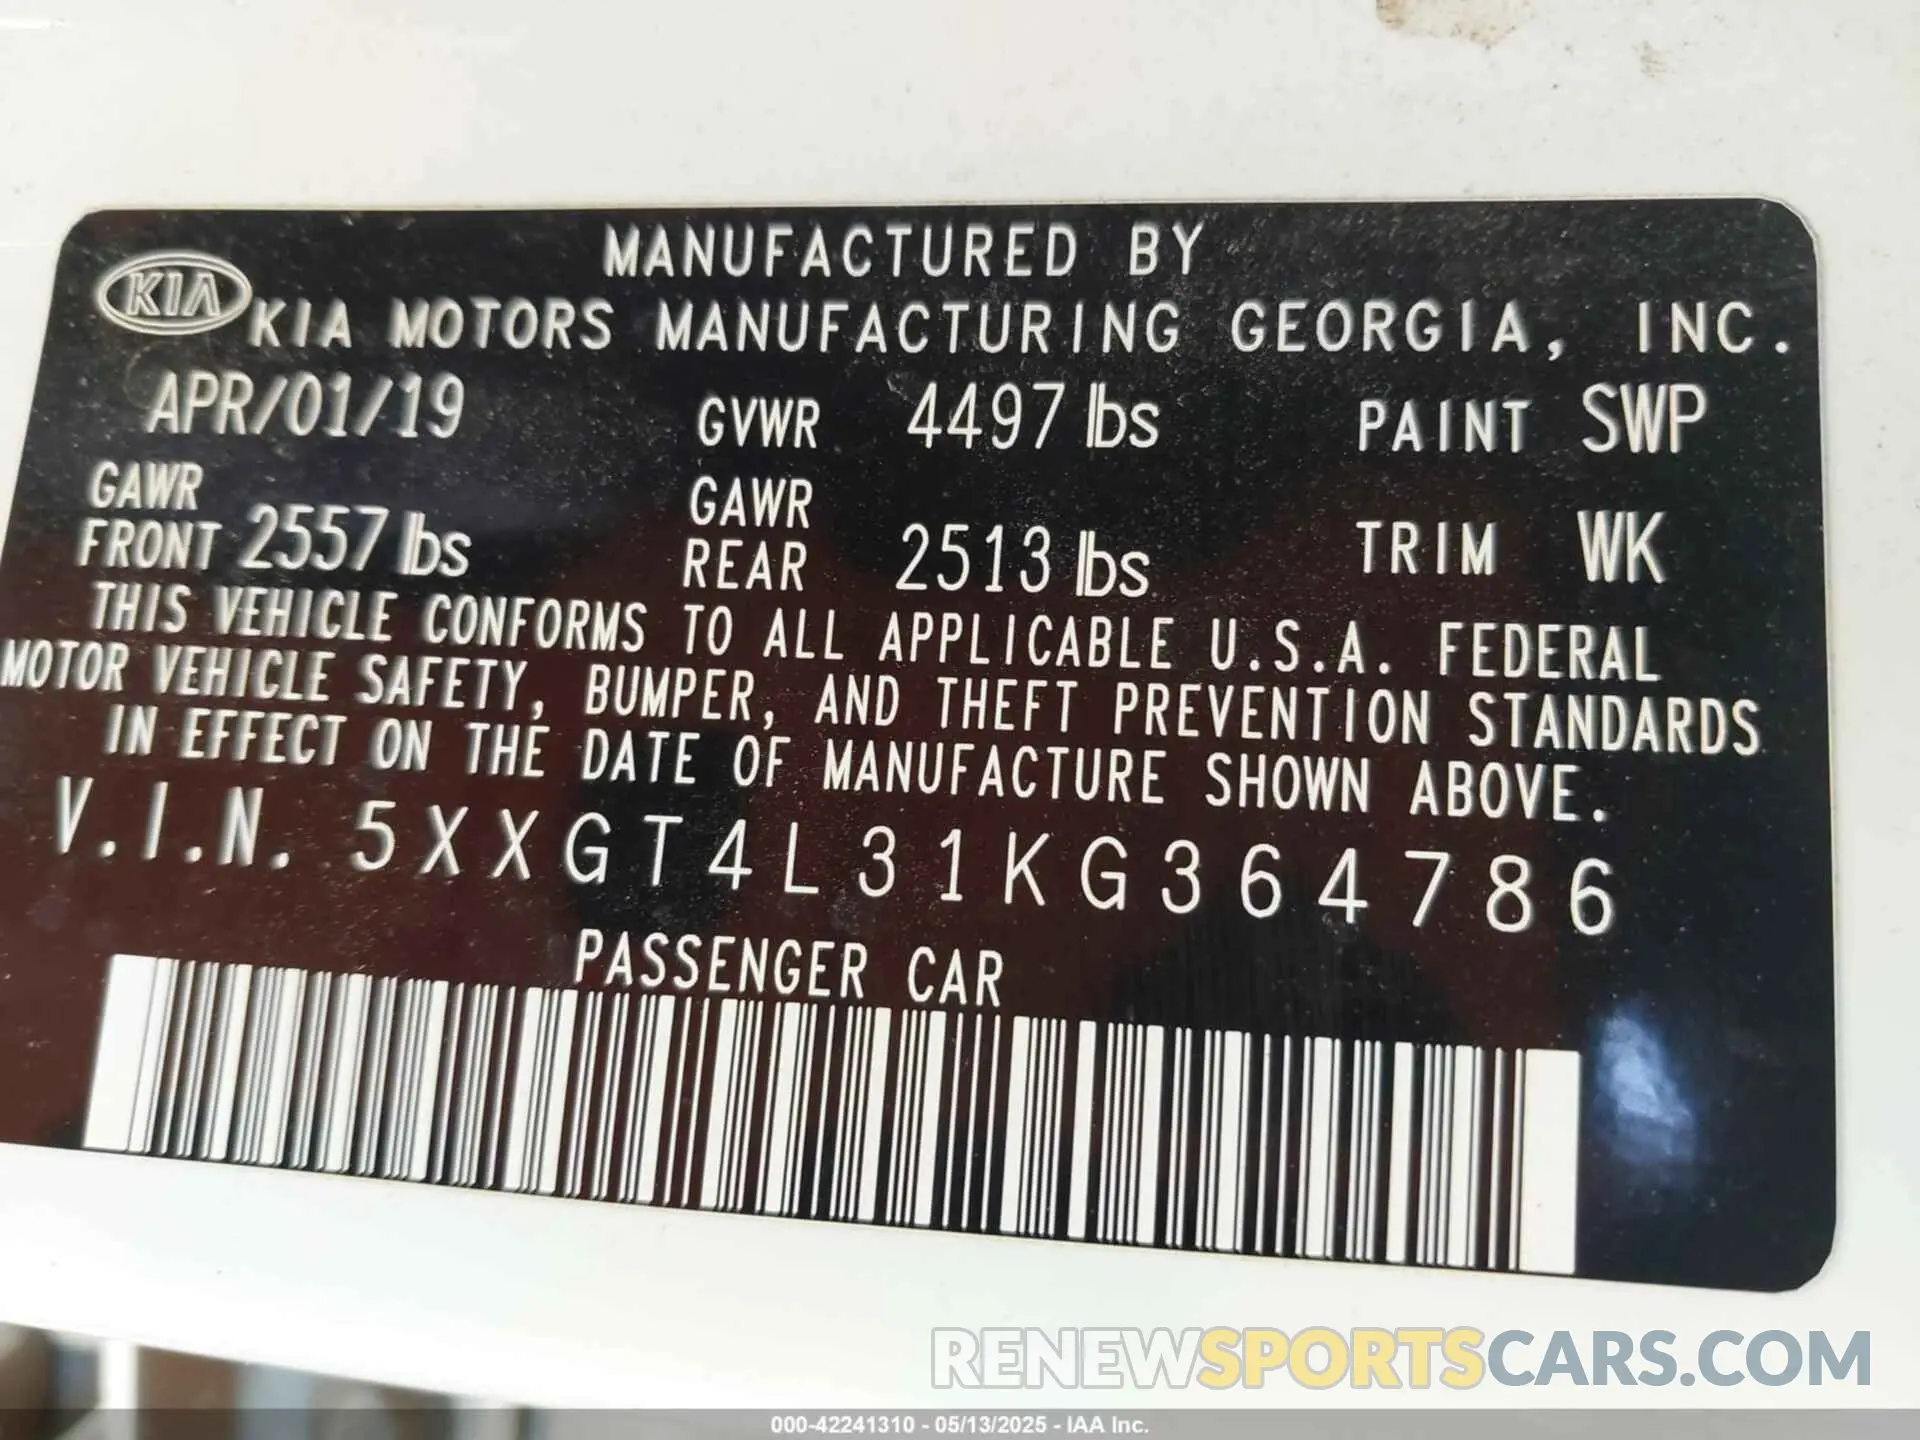 MANUFACTURED BY
KIA KIA MOTORS MANUFACTURING GEORGIA, INC.
APR/01/19 GVWR 4497 lbs PAINT SWP
GAWR FRONT 2557 lbs GAWR REAR 2513 lbs TRIM WK
THIS VEHICLE CONFORMS TO ALL APPLICABLE U.S.A. FEDERAL
MOTOR VEHICLE SAFETY, BUMPER, AND THEFT PREVENTION STANDARDS
IN EFFECT ON THE DATE OF MANUFACTURE SHOWN ABOVE.
V.I.N. 5XXGT4L31KG364786
PASSENGER CAR
RENEWSPORTSCARS.COM
000-42241310 - 05/13/2025 - IAA Inc.